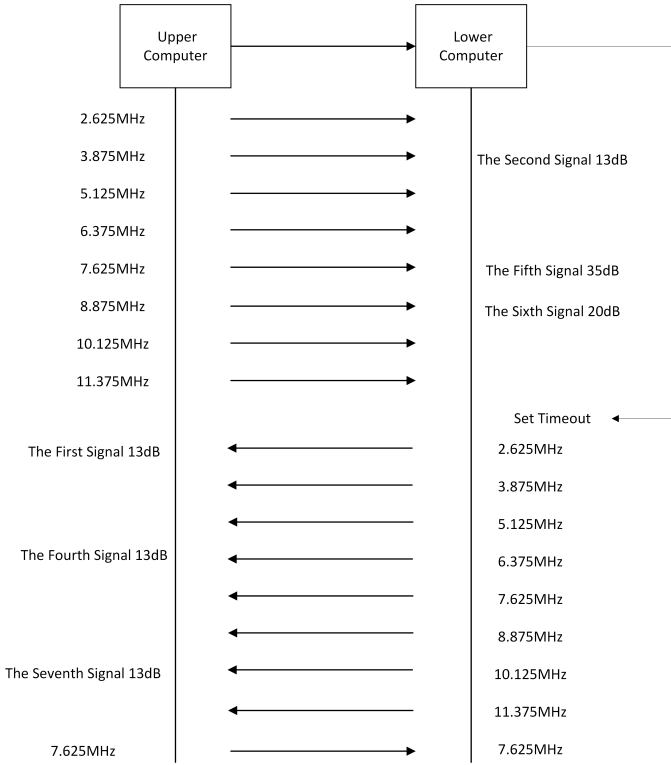 Upper
Computer
Lower
Computer
2.625MHz
3.875MHz
The Second Signal 13dB
5.125MHz
6.375MHz
7.625MHz
The Fifth Signal 35dB
8.875MHz
The Sixth Signal 20dB
10.125MHz
11.375MHz
Set Timeout
The First Signal 13dB
2.625MHz
3.875MHz
5.125MHz
The Fourth Signal 13dB
6.375MHz
7.625MHz
8.875MHz
The Seventh Signal 13dB
10.125MHz
11.375MHz
7.625MHz
7.625MHz